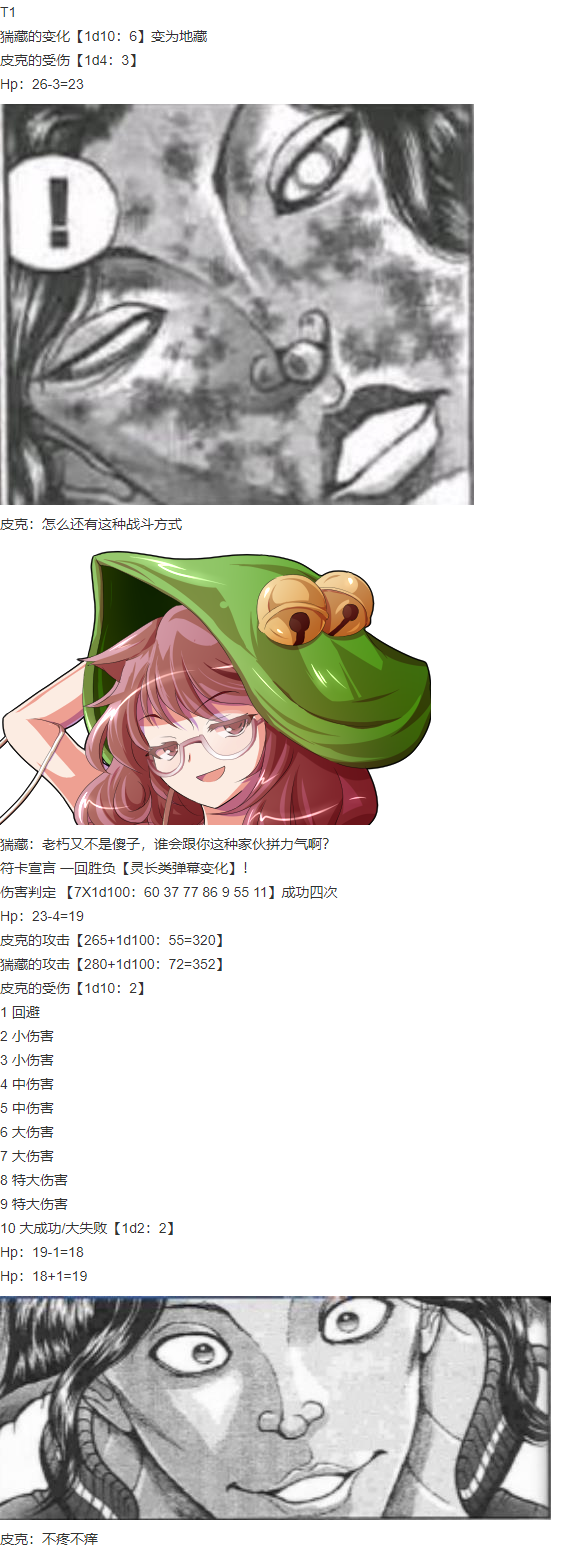 T1
猯藏的变化【1d10：6】变为地藏
皮克的受伤【1d4：3】
Hp：26-3=23
！
皮克：怎么还有这种战斗方式
猯藏：老朽又不是傻子，谁会跟你这种家伙拼力气啊？
符卡宣言 —回胜负【灵长类弹幕变化】！
伤害判定 【7X1d100：60 37 77 86 9 55 11】成功四次
Hp：23-4=19
皮克的攻击【265+1d100：55=320】
猯藏的攻击【280+1d100：72=352】
皮克的受伤【1d10：2】
1 回避
2 小伤害
3 小伤害
4 中伤害
5 中伤害
6 大伤害
7 大伤害
8 特大伤害
9 特大伤害
10 大成功/大失败【1d2：2】
Hp：19-1=18
Hp：18+1=19
皮克：不疼不痒